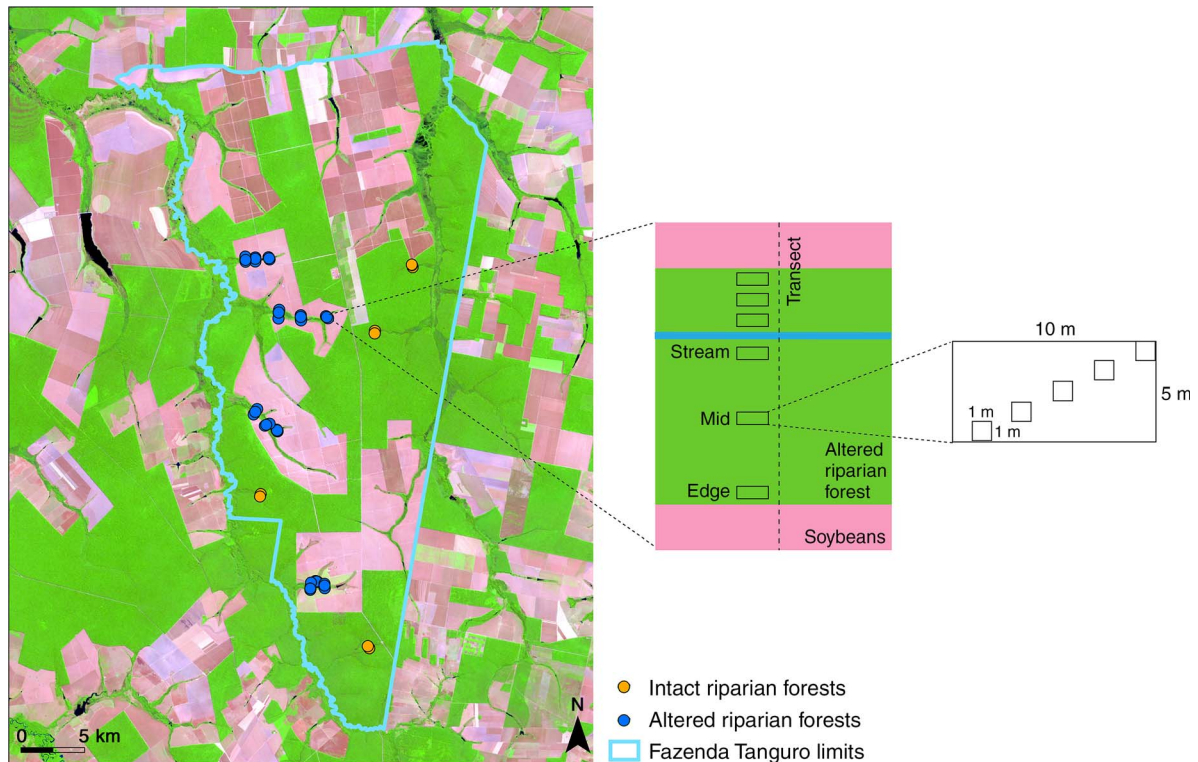 Transect
Stream
Mid
Edge
Altered
riparian
forest
Soybeans
10 m
5 m
1 m
1 m
Intact riparian forests
Altered riparian forests
Fazenda Tanguro limits
N
0 5 km